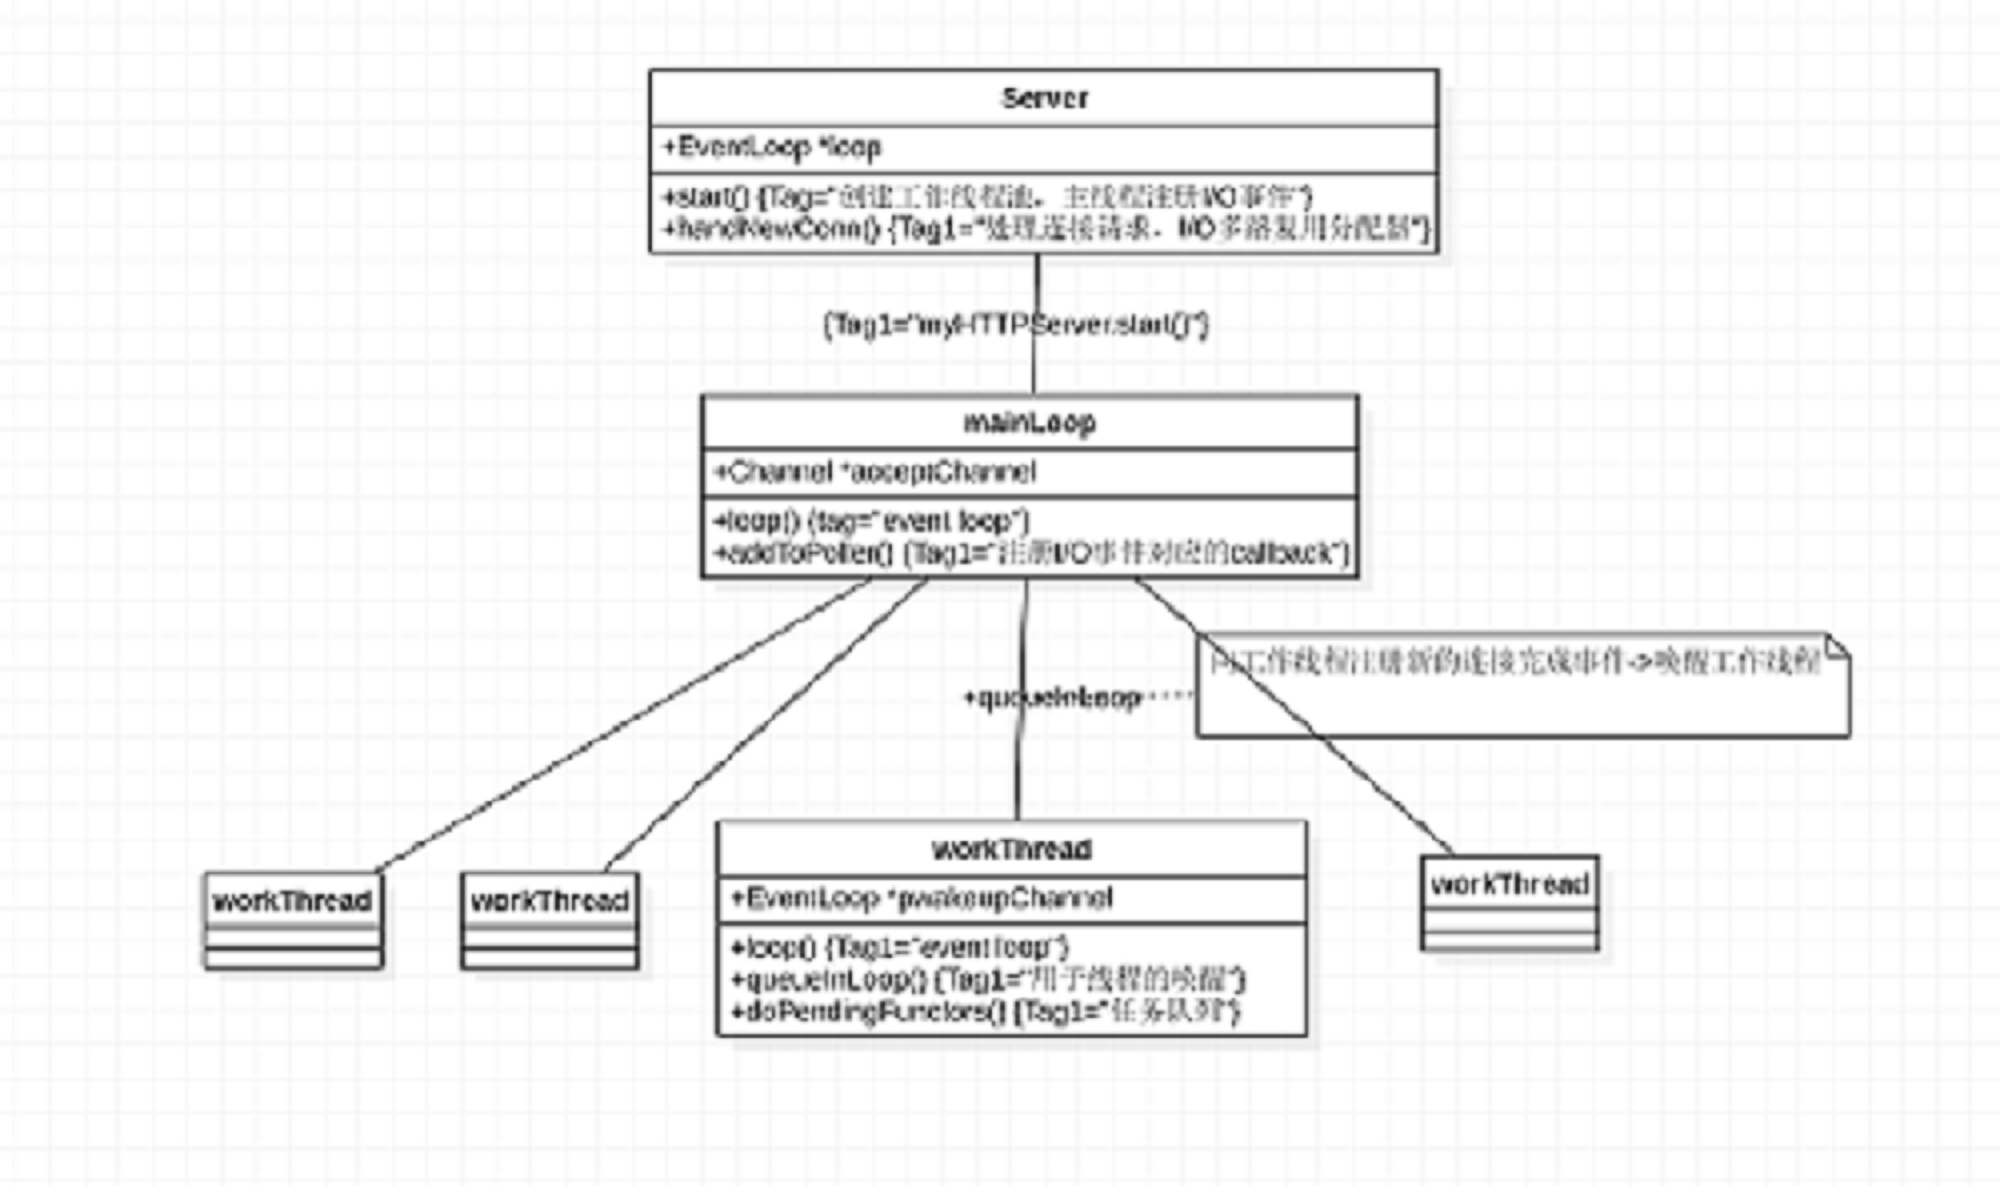 Server
+EventLoop *loop
+start() {Tag="创建工作线程池，主线程注册I/O事件"}
+handNewConn() {Tag1="处理连接请求，I/O多路复用分配器"}
{Tag1="myHTTPServer.start()"}
mainLoop
+Channel *acceptChannel
+loop() {tag="event loop"}
+addToPoller() {Tag1="注册I/O事件对应的callback"}
向工作线程注册新的连接完成事件->唤醒工作线程
+queueInLoop
workThread
workThread
workThread
+EventLoop *pwakeupChannel
+loop() {Tag1="event loop"}
+queueInLoop() {Tag1="用于线程的唤醒"}
+doPendingFunctors() {Tag1="任务队列"}
workThread